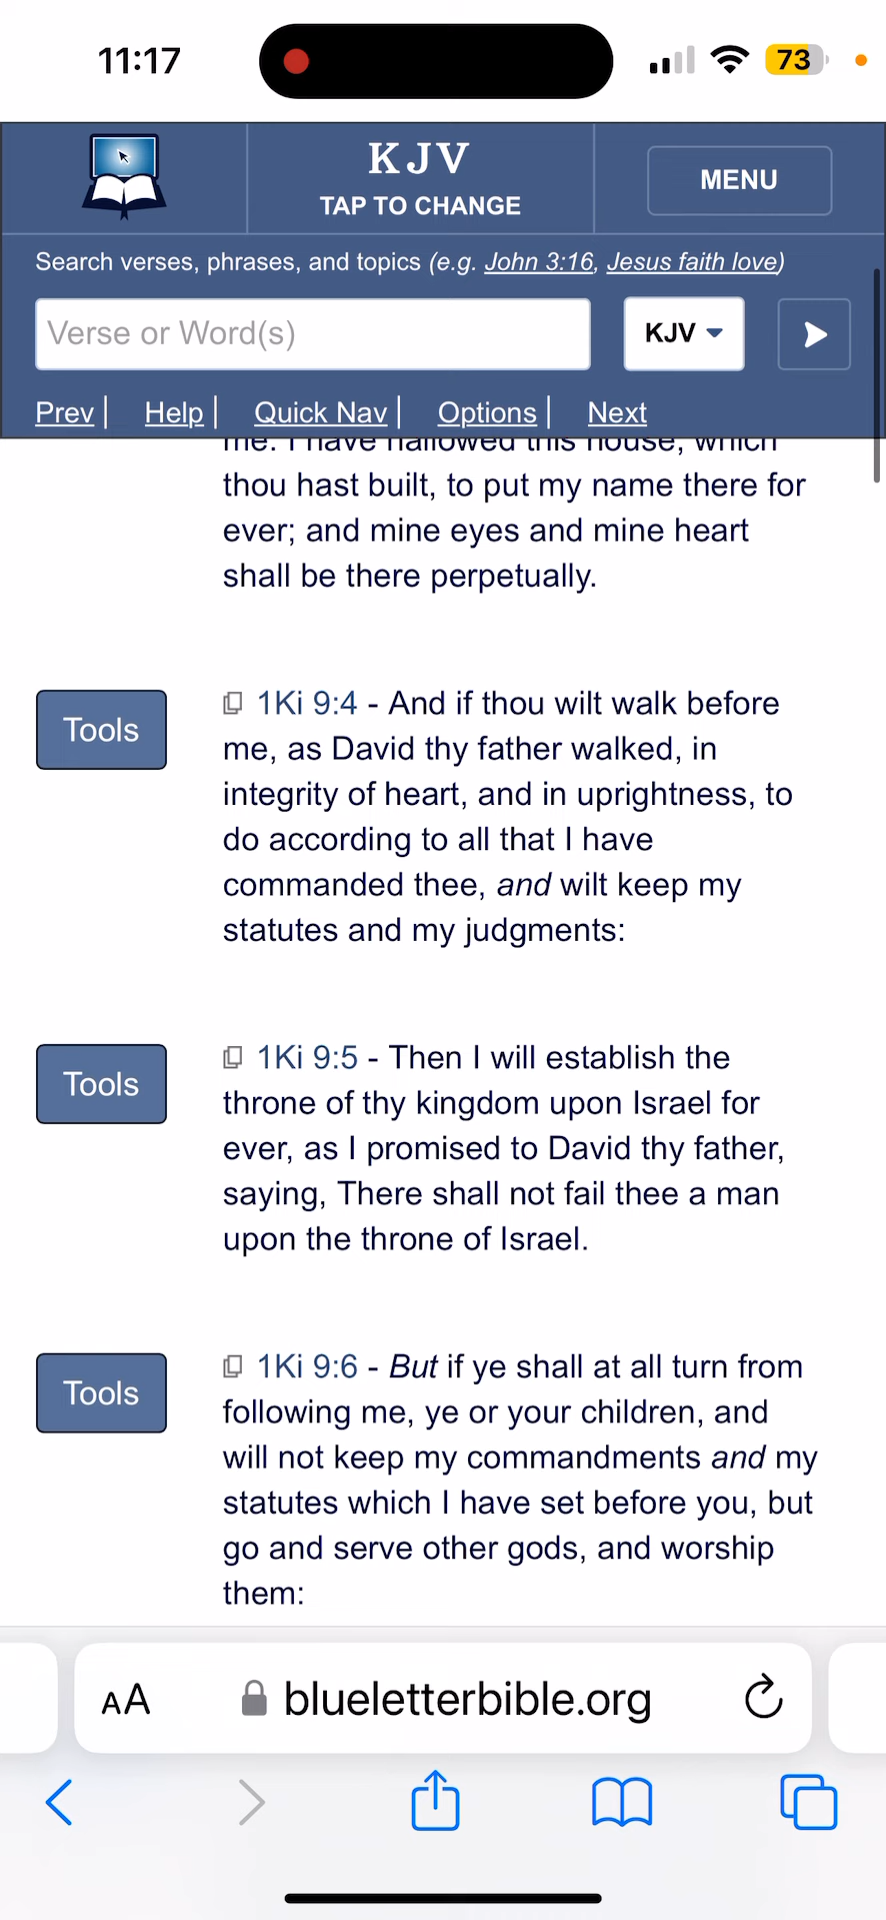 11:17
73
KJV
TAP TO CHANGE
MENU
Search verses, phrases, and topics (e.g. John 3:16, Jesus faith love)
Verse or Word(s)
KJV
Prev | Help | Quick Nav | Options | Next
me: I have hallowed this house, which
thou hast built, to put my name there for
ever; and mine eyes and mine heart
shall be there perpetually.
Tools
1Ki 9:4 - And if thou wilt walk before
me, as David thy father walked, in
integrity of heart, and in uprightness, to
do according to all that I have
commanded thee, and wilt keep my
statutes and my judgments:
Tools
1Ki 9:5 - Then I will establish the
throne of thy kingdom upon Israel for
ever, as I promised to David thy father,
saying, There shall not fail thee a man
upon the throne of Israel.
Tools
1Ki 9:6 - But if ye shall at all turn from
following me, ye or your children, and
will not keep my commandments and my
statutes which I have set before you, but
go and serve other gods, and worship
them:
AA
blueletterbible.org